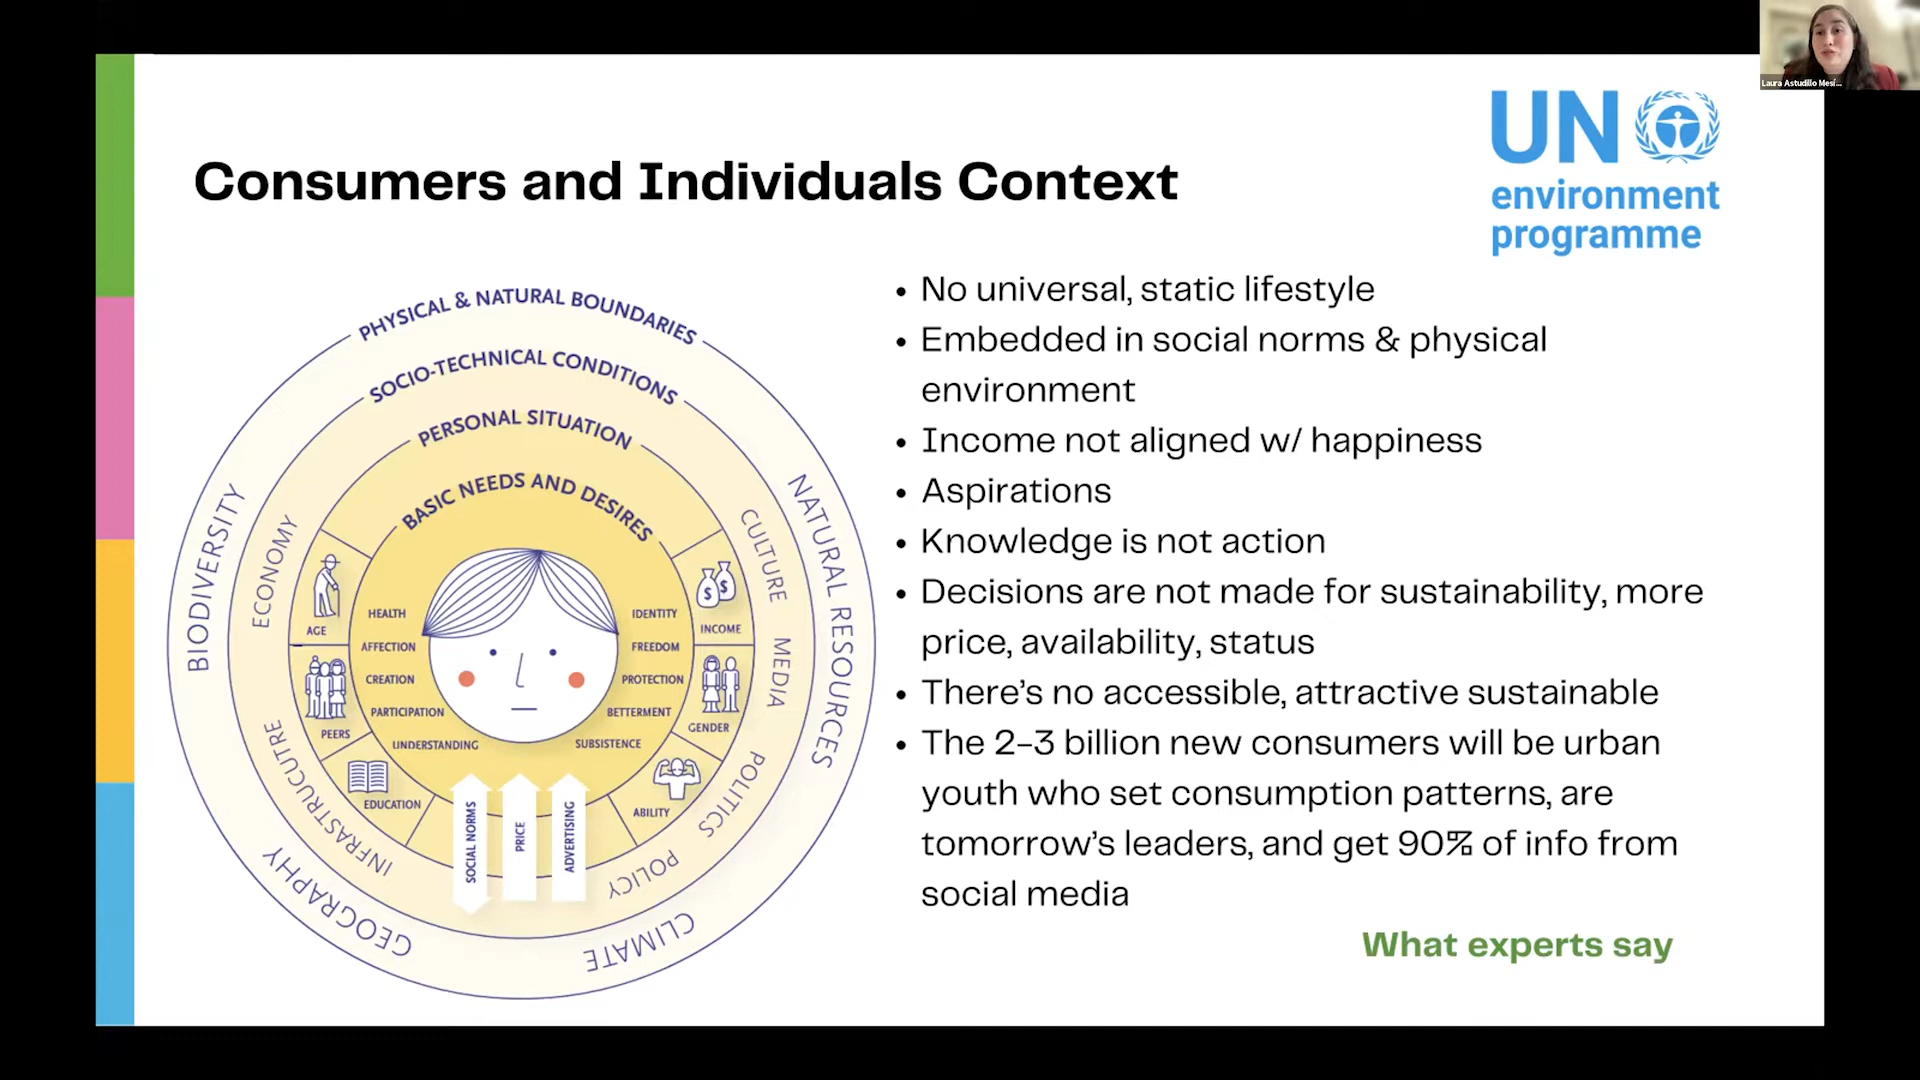 Laura Astudillo Mesí...
UN
environment
programme
Consumers and Individuals Context
PHYSICAL & NATURAL BOUNDARIES
SOCIO-TECHNICAL CONDITIONS
PERSONAL SITUATION
BASIC NEEDS AND DESIRES
BIODIVERSITY
GEOGRAPHY
CLIMATE
NATURAL RESOURCES
ECONOMY
INFRASTRUCUTRE
POLICY
POLITICS
MEDIA
CULTURE
AGE
PEERS
EDUCATION
INCOME
GENDER
ABILITY
HEALTH
AFFECTION
CREATION
PARTICIPATION
UNDERSTANDING
IDENTITY
FREEDOM
PROTECTION
BETTERMENT
SUBSISTENCE
SOCIAL NORMS
PRICE
ADVERTISING
• No universal, static lifestyle
• Embedded in social norms & physical
environment
• Income not aligned w/ happiness
• Aspirations
• Knowledge is not action
• Decisions are not made for sustainability, more
price, availability, status
• There's no accessible, attractive sustainable
• The 2-3 billion new consumers will be urban
youth who set consumption patterns, are
tomorrow's leaders, and get 90% of info from
social media
What experts say